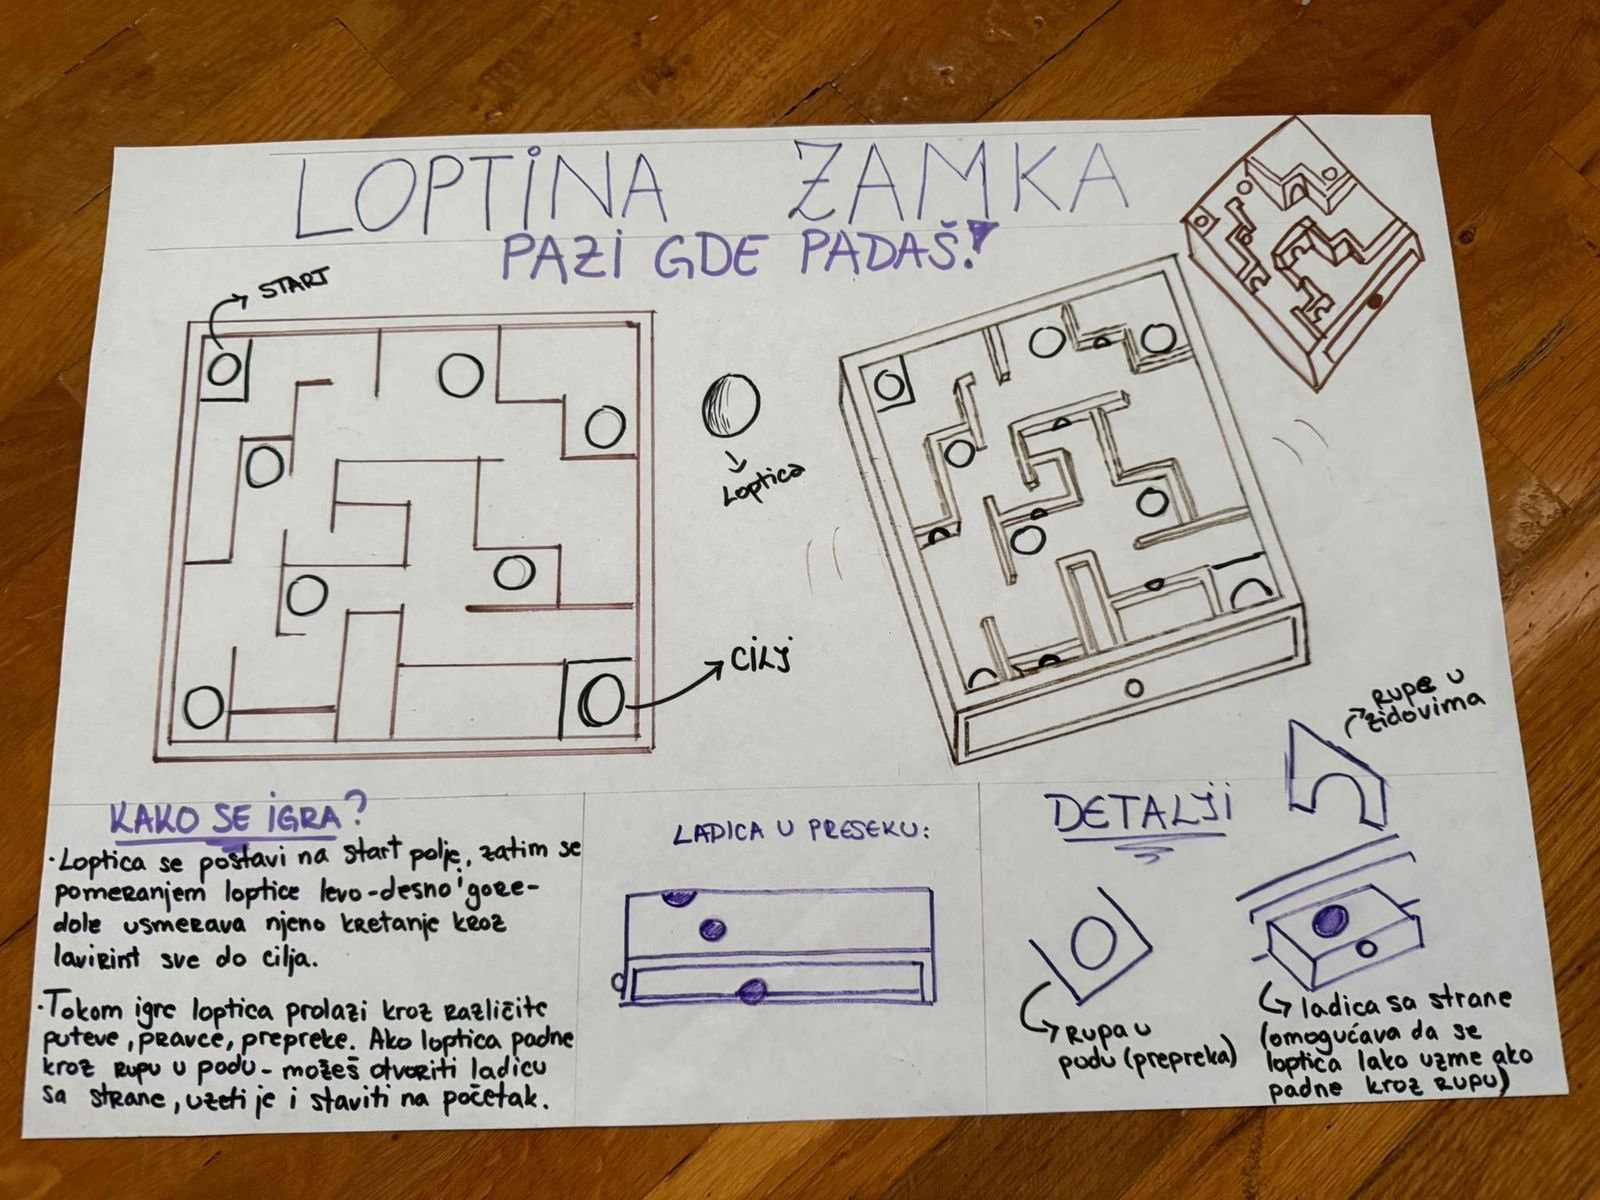 LOPTINA ZAMKA
PAZI GDE PADAŠ!
START
Loptica
CILJ
Rupe u
zidovima
KAKO SE IGRA?
· Loptica se postavi na start polje, zatim se
pomeranjem loptice levo-desno i gore-
dole usmerava njeno kretanje kroz
lavirint sve do cilja.
· Tokom igre loptica prolazi kroz različite
puteve, pravce, prepreke. Ako loptica padne
kroz rupu u podu - možeš otvoriti ladicu
sa strane, uzeti je i staviti na početak.
LADICA U PRESEKU:
DETALJI
Rupa u
podu (prepreka)
ladica sa strane
(omogućava da se
loptica lako uzme ako
padne kroz rupu)